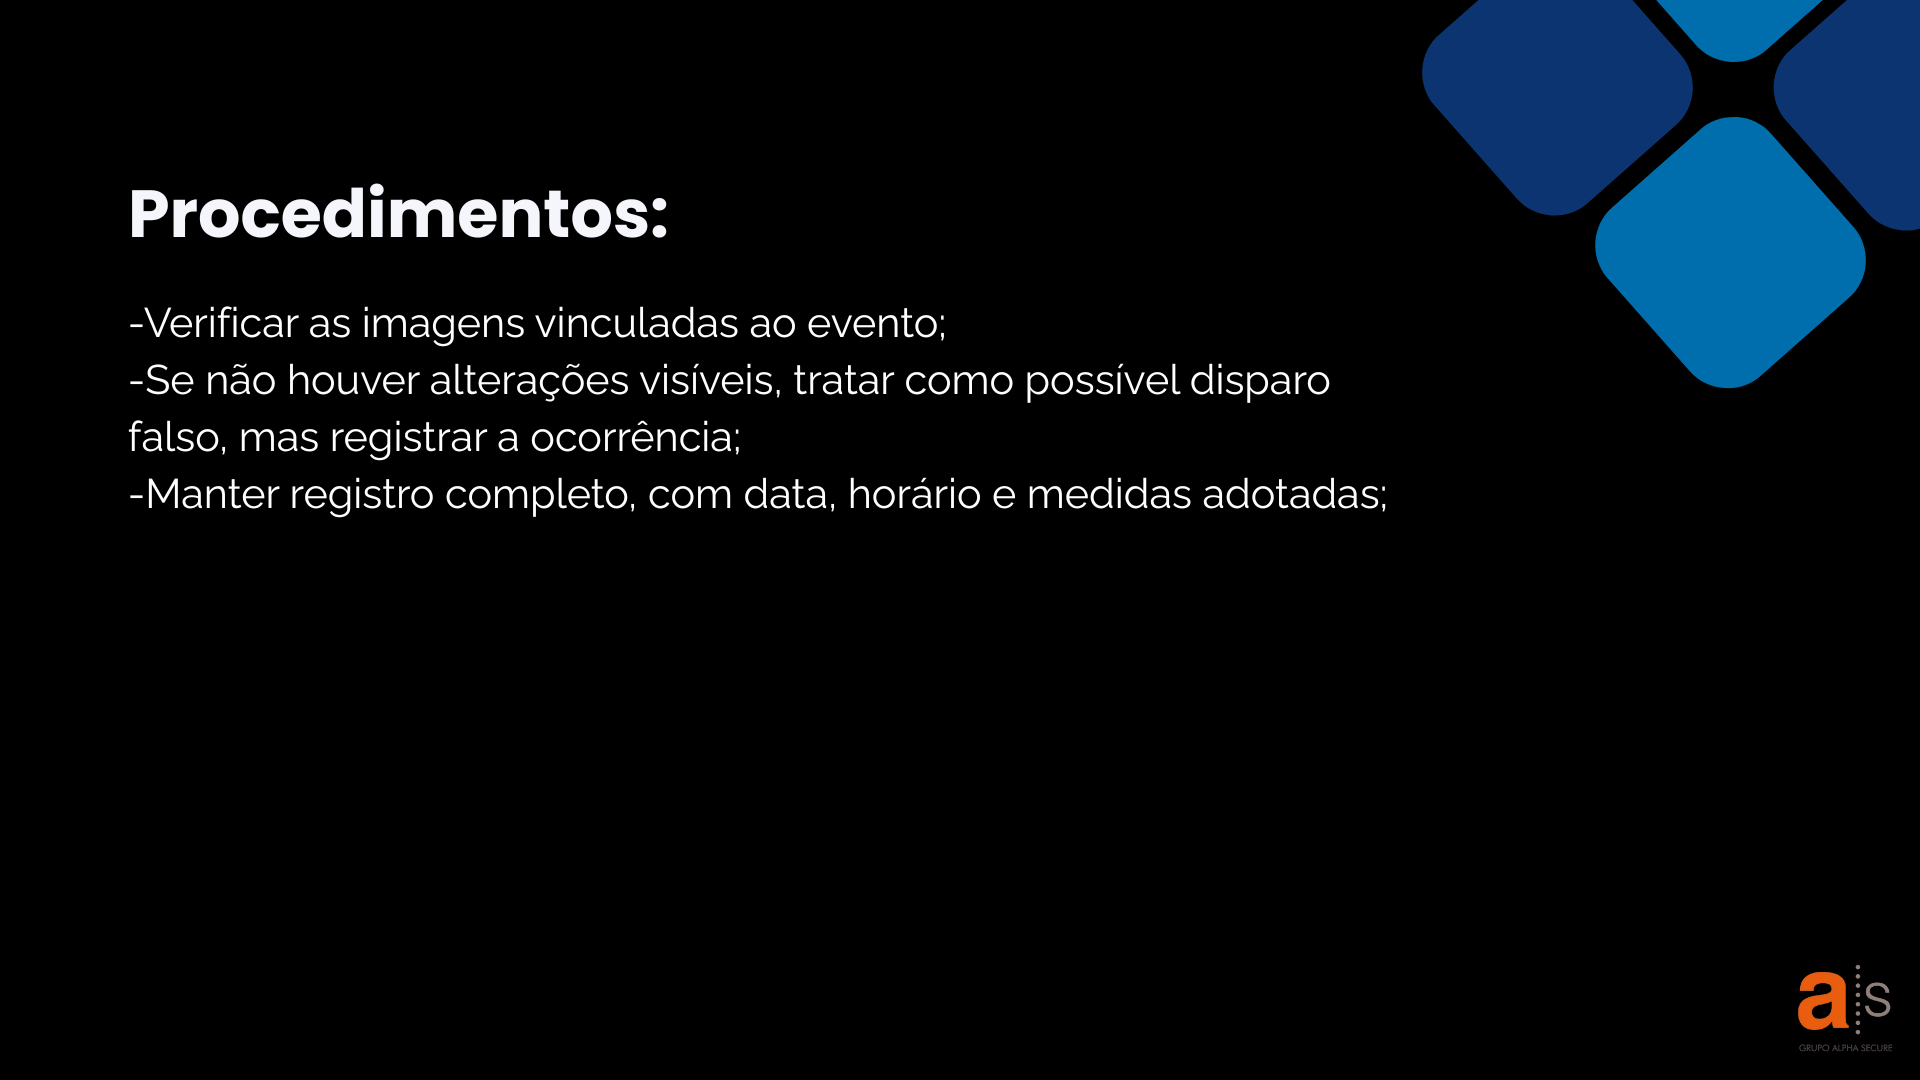 Procedimentos:
-Verificar as imagens vinculadas ao evento;
-Se não houver alterações visíveis, tratar como possível disparo
falso, mas registrar a ocorrência;
-Manter registro completo, com data, horário e medidas adotadas;
a s
GRUPO ALPHA SECURE